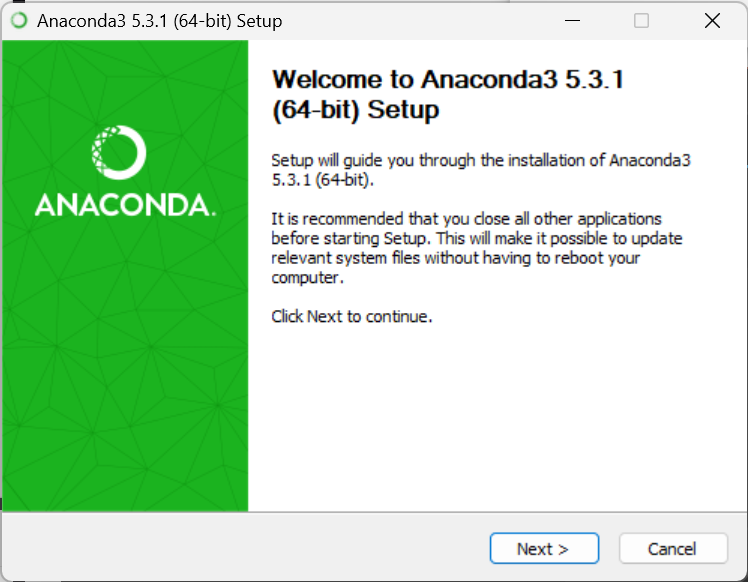 Anaconda3 5.3.1 (64-bit) Setup
ANACONDA.
Welcome to Anaconda3 5.3.1
(64-bit) Setup
Setup will guide you through the installation of Anaconda3
5.3.1 (64-bit).
It is recommended that you close all other applications
before starting Setup. This will make it possible to update
relevant system files without having to reboot your
computer.
Click Next to continue.
Next >
Cancel